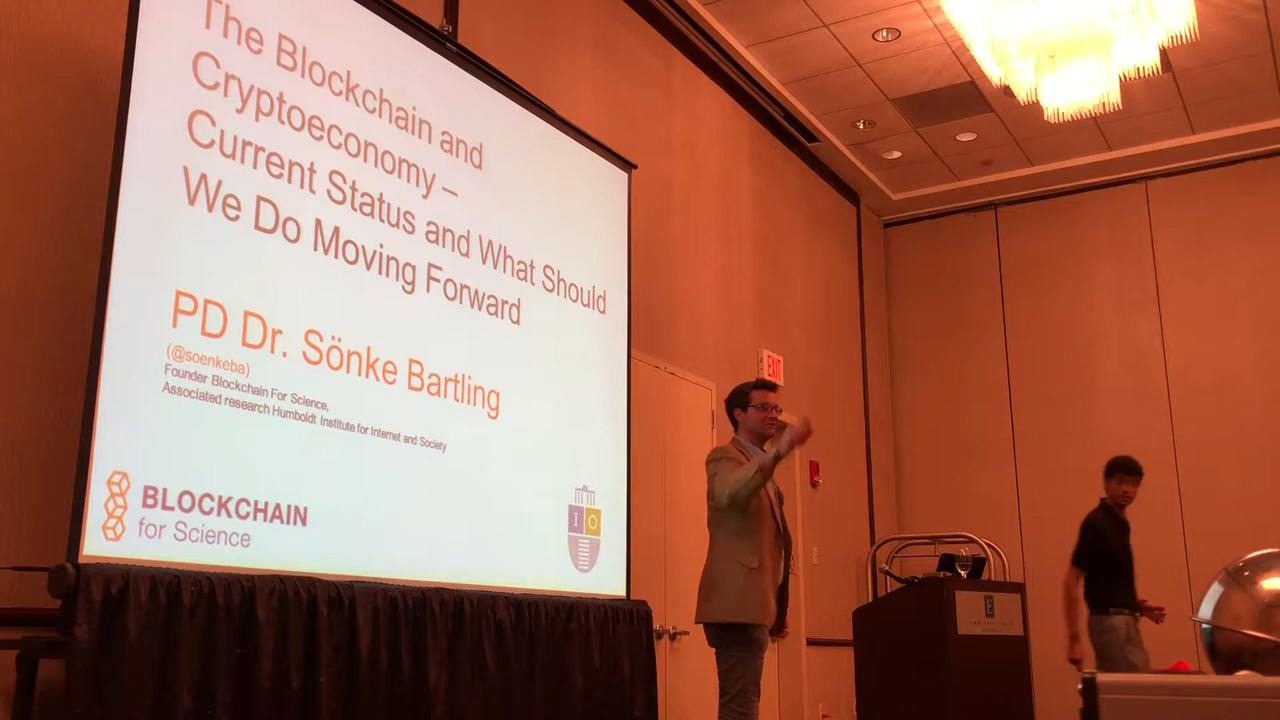 The Blockchain and
Cryptoeconomy –
Current Status and What Should
We Do Moving Forward
PD Dr. Sönke Bartling
(@soenkeba)
Founder Blockchain For Science,
Associated research Humboldt Institute for Internet and Society
BLOCKCHAIN
for Science
I O
EXIT